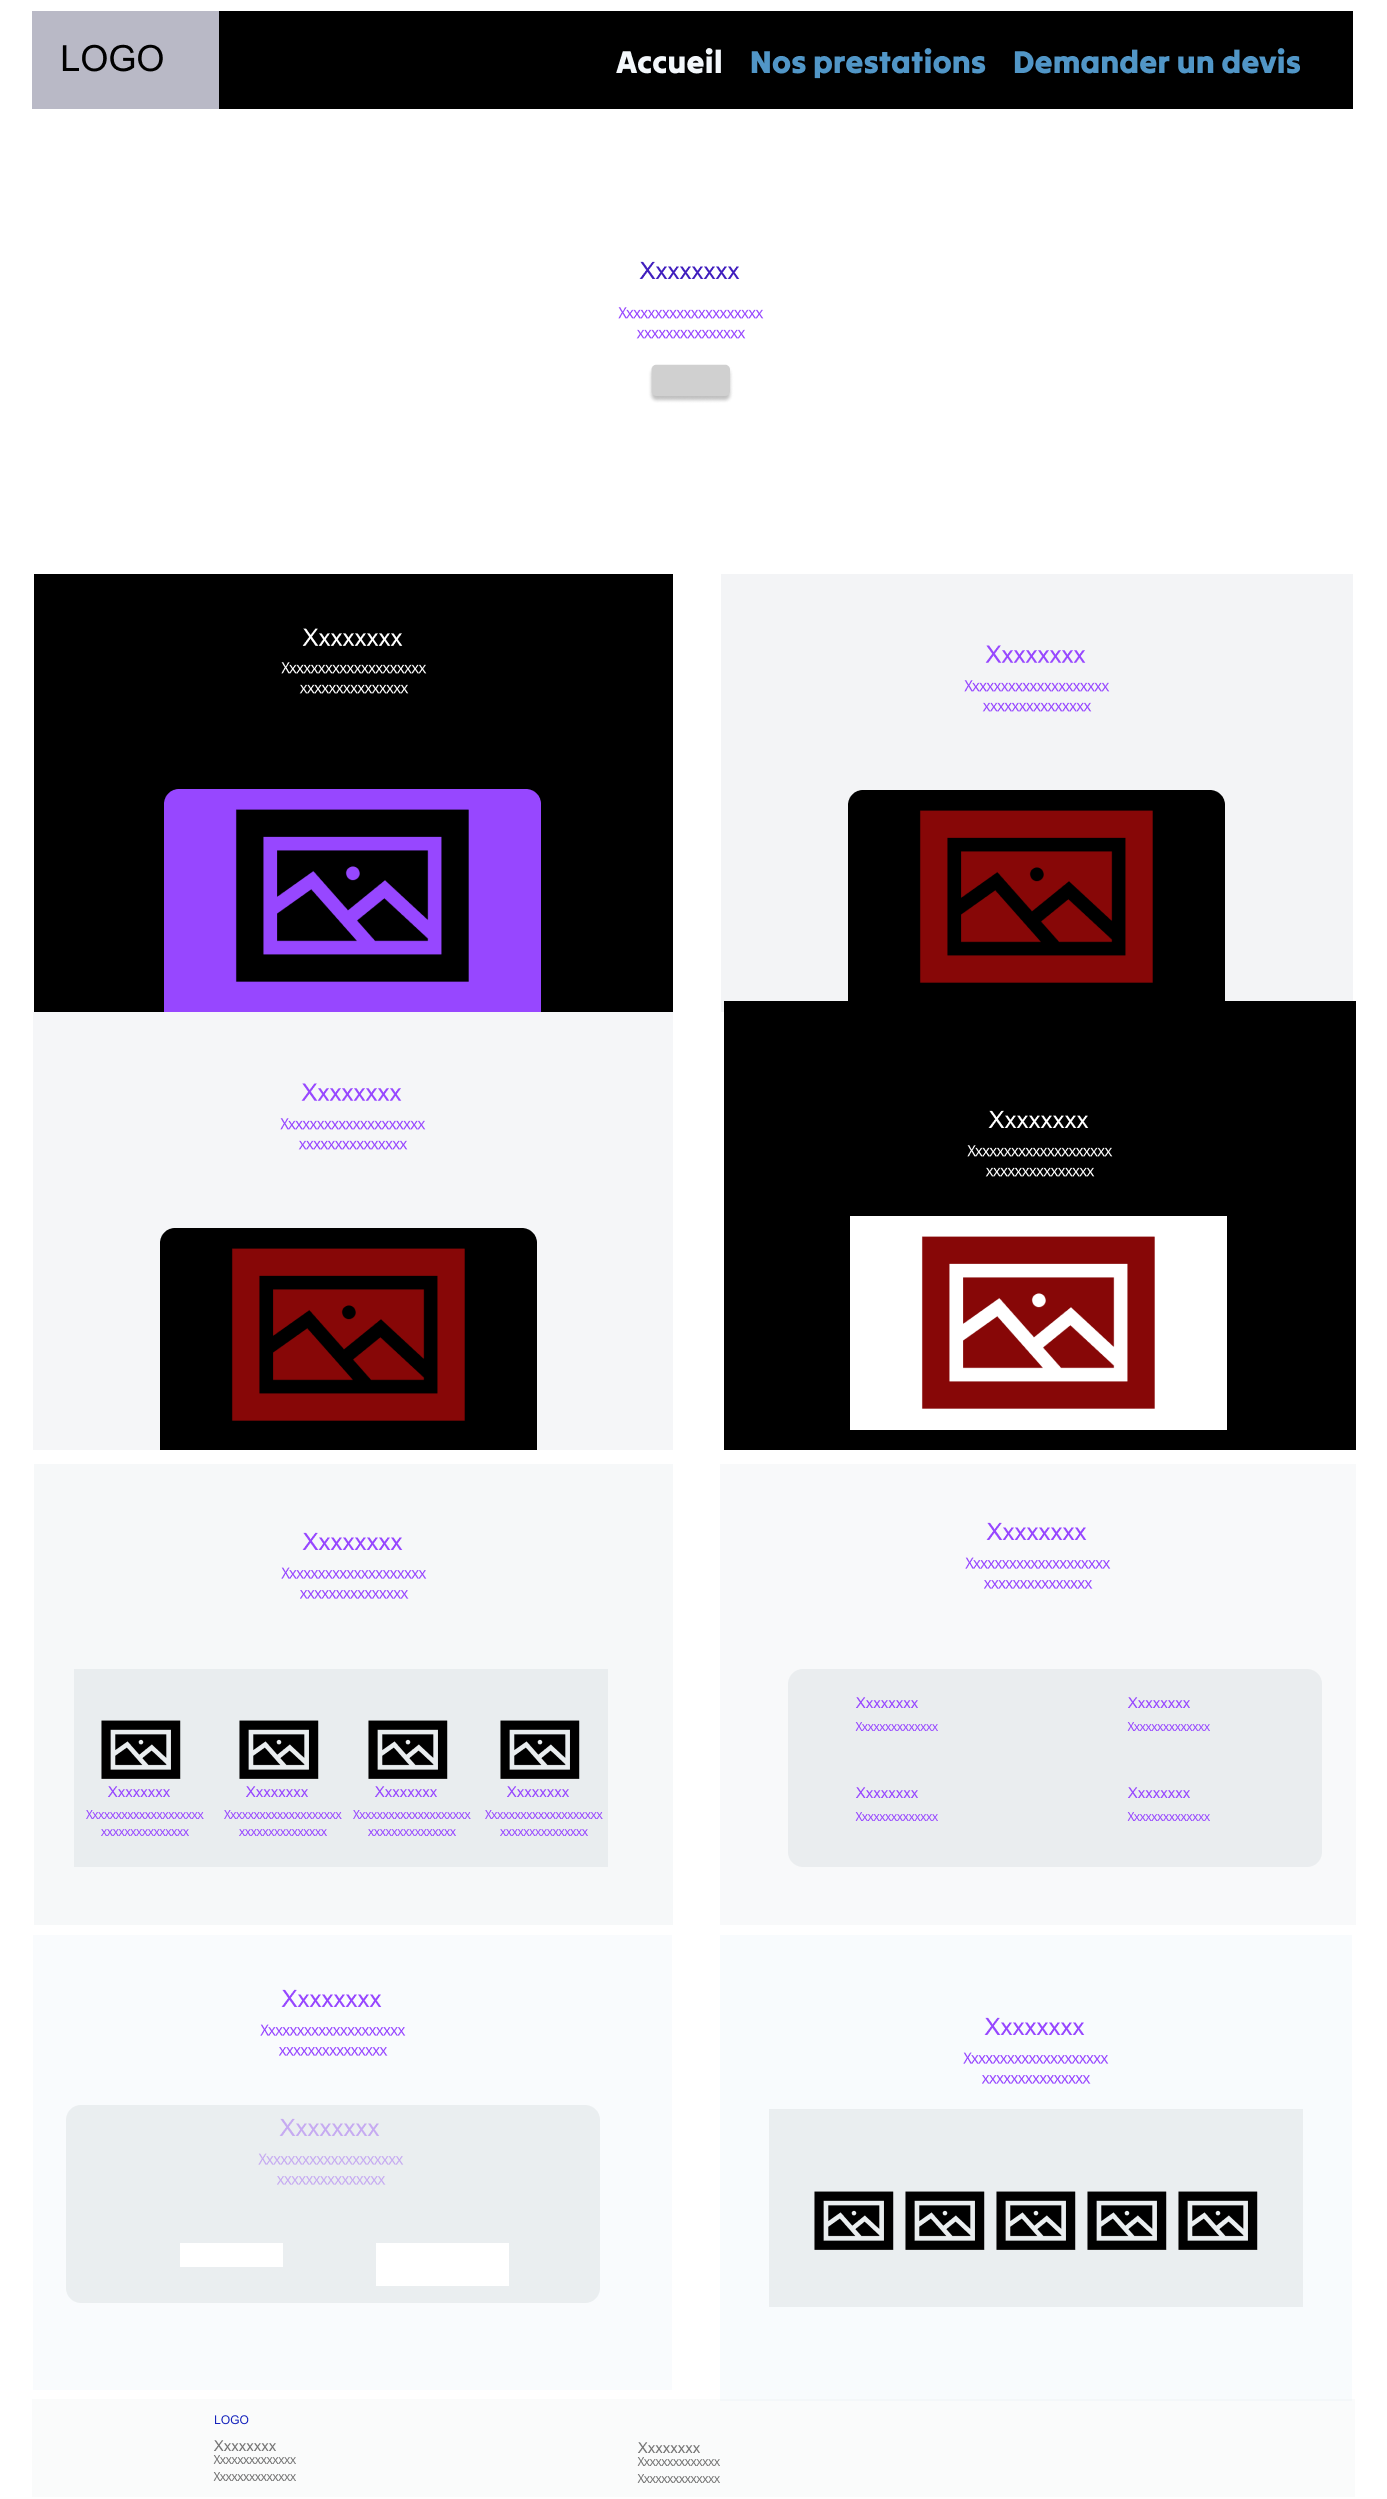 LOGO
Accueil Nos prestations Demander un devis
Xxxxxxxx
Xxxxxxxxxxxxxxxxxxxx
xxxxxxxxxxxxxxx
Xxxxxxxx
Xxxxxxxxxxxxxxxxxxxx
xxxxxxxxxxxxxxx
Xxxxxxxx
Xxxxxxxxxxxxxxxxxxxx
xxxxxxxxxxxxxxx
Xxxxxxxx
Xxxxxxxxxxxxxxxxxxxx
xxxxxxxxxxxxxxx
Xxxxxxxx
Xxxxxxxxxxxxxxxxxxxx
xxxxxxxxxxxxxxx
Xxxxxxxx
Xxxxxxxxxxxxxxxxxxxx
xxxxxxxxxxxxxxx
Xxxxxxxx Xxxxxxxx Xxxxxxxx Xxxxxxxx
Xxxxxxxxxxxxxxxxxxxx Xxxxxxxxxxxxxxxxxxxx Xxxxxxxxxxxxxxxxxxxx Xxxxxxxxxxxxxxxxxxxx
xxxxxxxxxxxxxxx xxxxxxxxxxxxxxx xxxxxxxxxxxxxxx xxxxxxxxxxxxxxx
Xxxxxxxx
Xxxxxxxxxxxxxxxxxxxx
xxxxxxxxxxxxxxx
Xxxxxxxx Xxxxxxxx
Xxxxxxxxxxxxxx Xxxxxxxxxxxxxx
Xxxxxxxx Xxxxxxxx
Xxxxxxxxxxxxxx Xxxxxxxxxxxxxx
Xxxxxxxx
Xxxxxxxxxxxxxxxxxxxx
xxxxxxxxxxxxxxx
Xxxxxxxx
Xxxxxxxxxxxxxxxxxxxx
xxxxxxxxxxxxxxx
Xxxxxxxx
Xxxxxxxxxxxxxxxxxxxx
xxxxxxxxxxxxxxx
LOGO
Xxxxxxxx
Xxxxxxxxxxxxxx
Xxxxxxxxxxxxxx
Xxxxxxxx
Xxxxxxxxxxxxxx
Xxxxxxxxxxxxxx